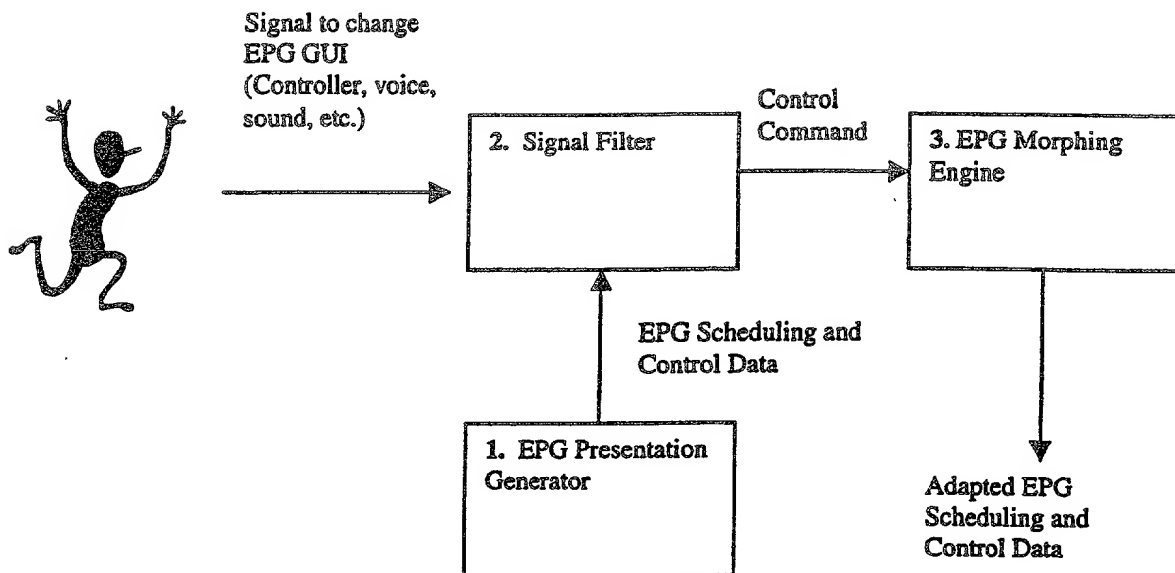 Signal to change
EPG GUI
(Controller, voice,
sound, etc.)
2. Signal Filter
Control
Command
3. EPG Morphing
Engine
EPG Scheduling and
Control Data
1. EPG Presentation
Generator
Adapted EPG
Scheduling and
Control Data